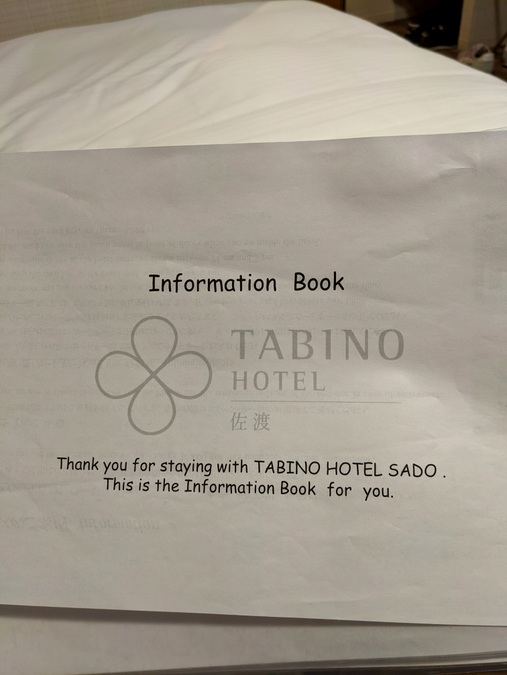 Information Book
TABINO
HOTEL
佐渡
Thank you for staying with TABINO HOTEL SADO .
This is the Information Book for you.